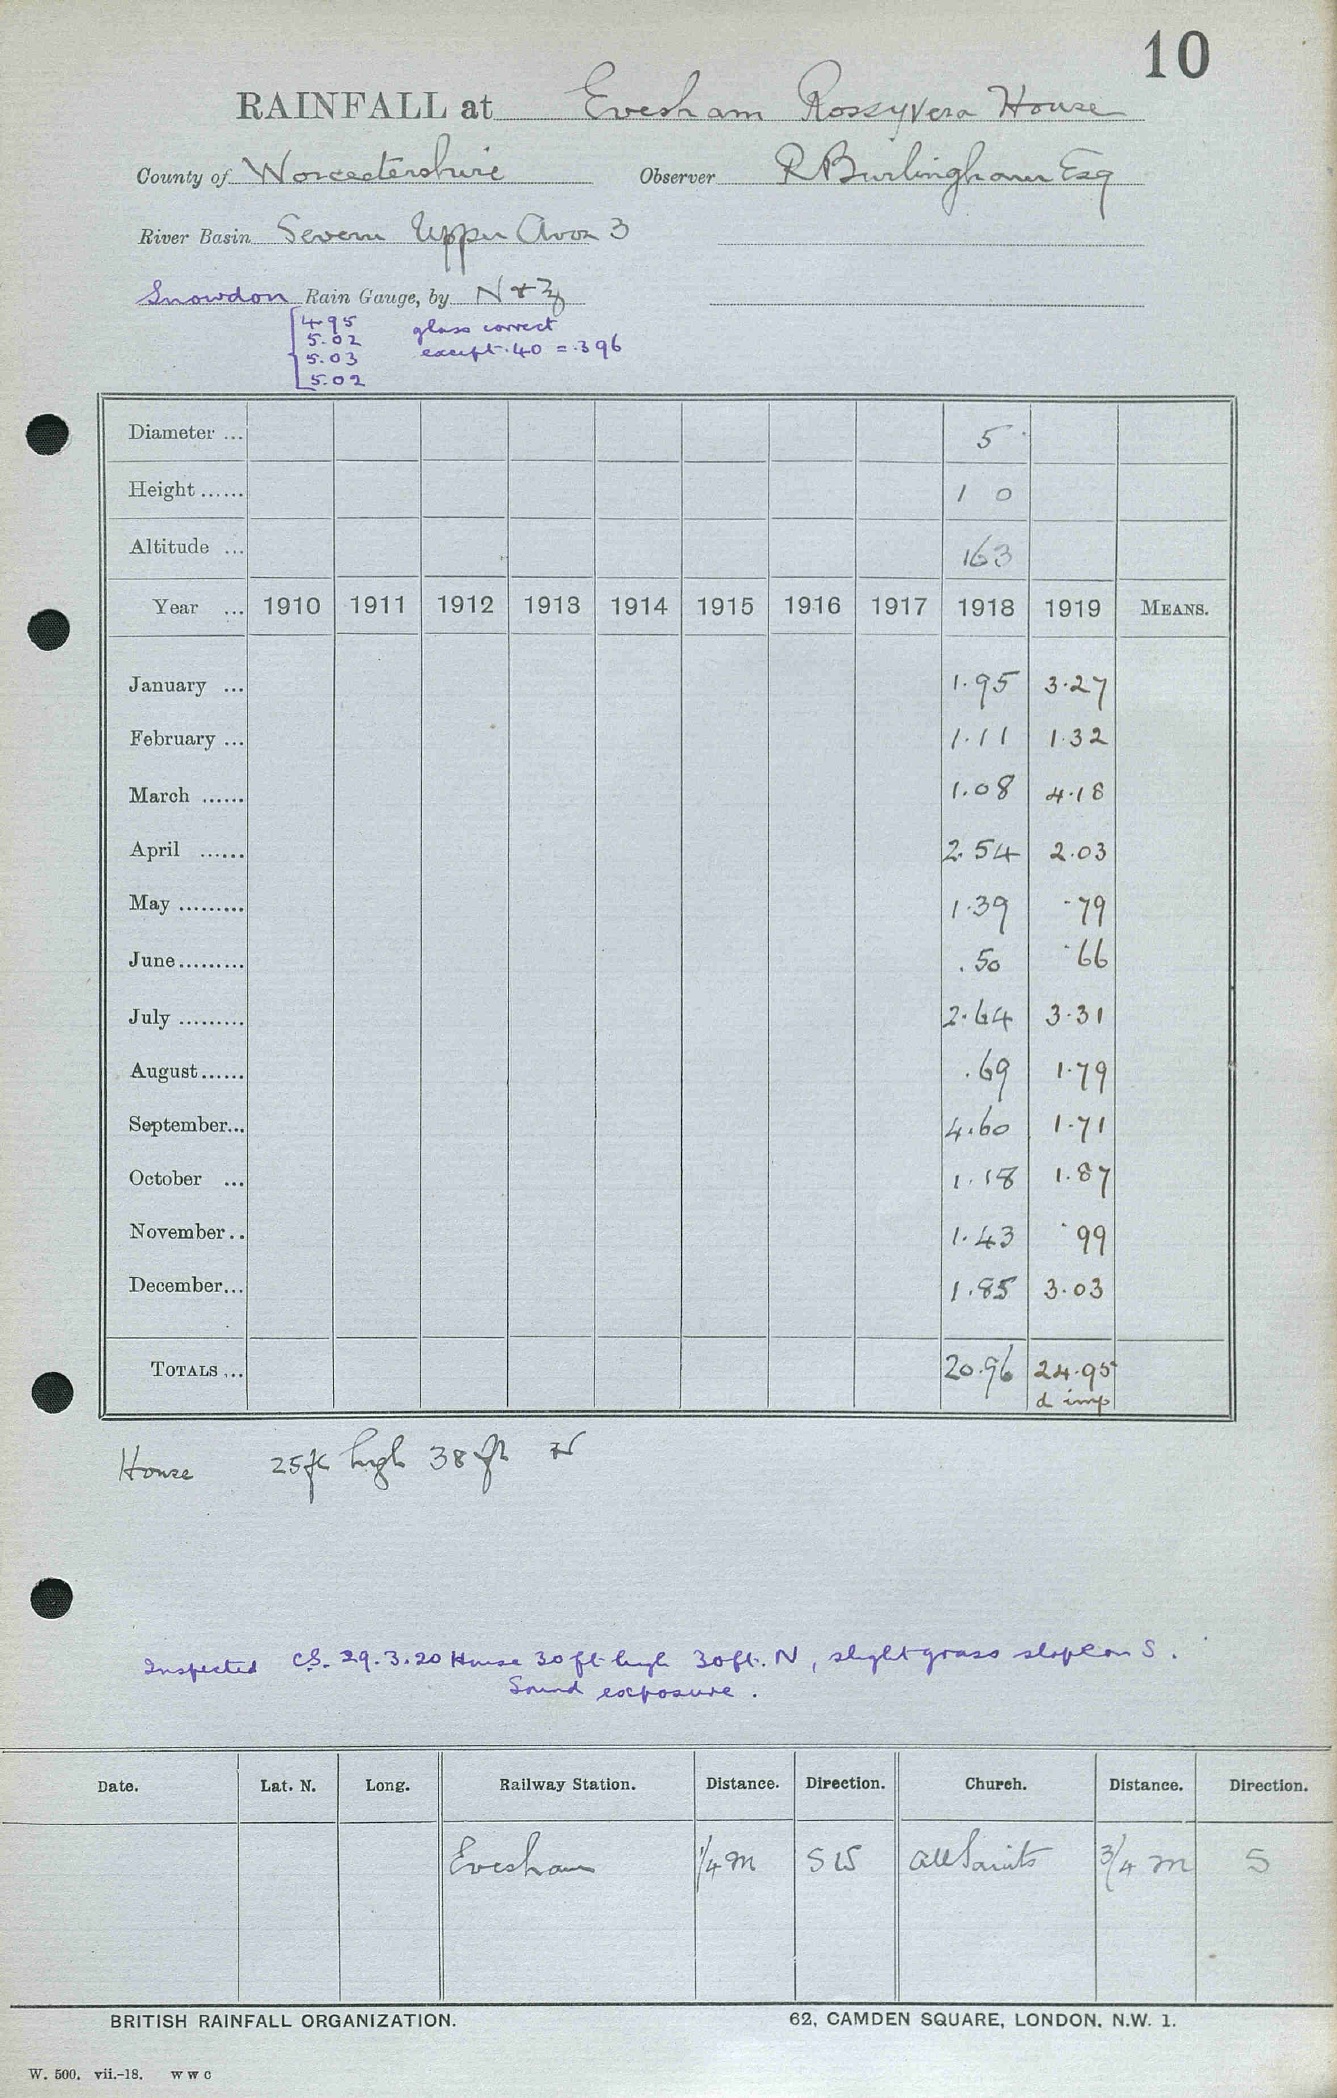 10
RAINFALL at Evesham Rossyvera House
County of Worcestershire Observer R Burlingham Esq
River Basin Severn Upper Avon 3
Snowdon Rain Gauge, by N & Z
4.95 glass correct
5.02 except .40 = .396
5.03
5.02
Diameter ... 5
Height ...... 1 0
Altitude ... 163
Year ... 1910 1911 1912 1913 1914 1915 1916 1917 1918 1919 MEANS.
January ... 1.95 3.27
February ... 1.11 1.32
March ...... 1.08 4.18
April ...... 2.54 2.03
May ......... 1.39 .79
June ......... .50 .66
July ......... 2.64 3.31
August ...... .69 1.79
September... 4.60 1.71
October ... 1.18 1.87
November.. 1.43 .99
December... 1.85 3.03
TOTALS ... 20.96 24.95
d imp
House 25ft high 38 ft N
Inspected C.S. 29.3.20 House 30 ft high 30ft. N, slight grass slope on S.
Sound exposure.
Date. Lat. N. Long. Railway Station. Distance. Direction. Church. Distance. Direction.
Evesham 1/4 m SW All Saints 3/4 m S
BRITISH RAINFALL ORGANIZATION. 62, CAMDEN SQUARE, LONDON. N.W. 1.
W. 500. vii.-18. W W C